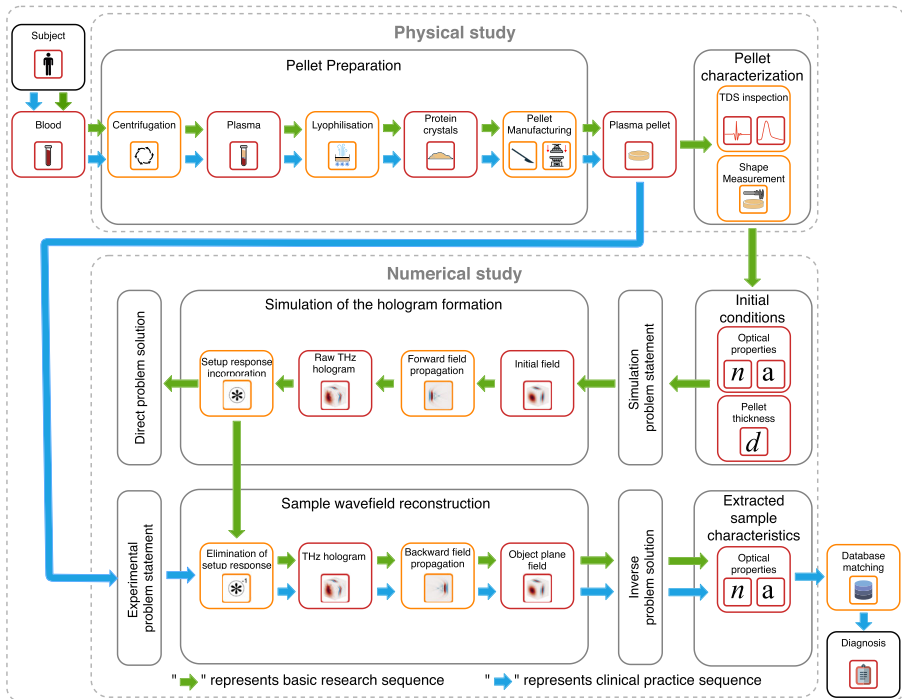 Physical study
Subject
Pellet Preparation
Pellet
characterization
TDS inspection
Blood
Centrifugation
Plasma
Lyophilisation
Protein
crystals
Pellet
Manufacturing
Plasma pellet
Shape
Measurement
Numerical study
Direct problem solution
Simulation of the hologram formation
Setup response
incorporation
*
Raw THz
hologram
Forward field
propagation
Initial field
Simulation
problem statement
Initial
conditions
Optical
properties
n a
Pellet
thickness
d
Experimental
problem statement
Sample wavefield reconstruction
Elimination of
setup response
* -1
THz hologram
Backward field
propagation
Object plane
field
Inverse
problem solution
Extracted
sample
characteristics
Optical
properties
n a
Database
matching
Diagnosis
" " represents basic research sequence
" " represents clinical practice sequence